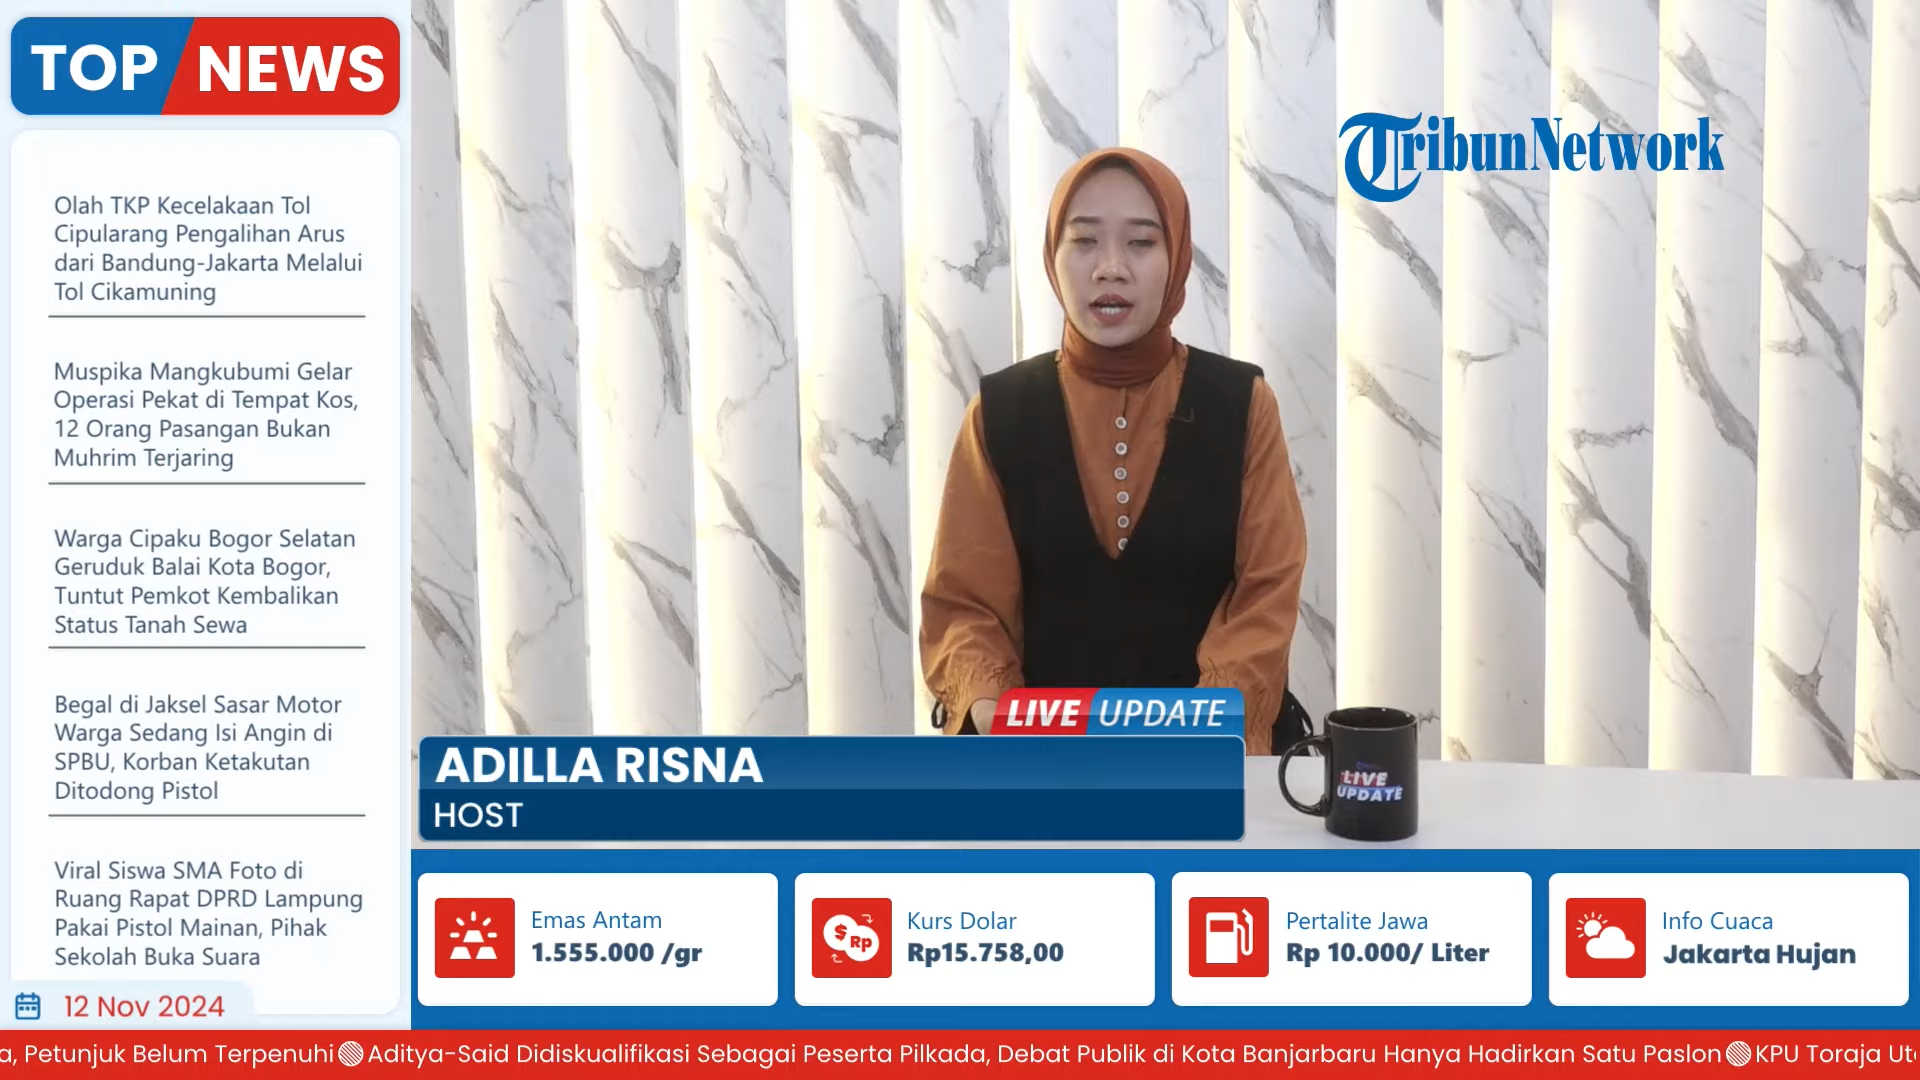 TOP NEWS
Olah TKP Kecelakaan Tol
Cipularang Pengalihan Arus
dari Bandung-Jakarta Melalui
Tol Cikamuning
Muspika Mangkubumi Gelar
Operasi Pekat di Tempat Kos,
12 Orang Pasangan Bukan
Muhrim Terjaring
Warga Cipaku Bogor Selatan
Geruduk Balai Kota Bogor,
Tuntut Pemkot Kembalikan
Status Tanah Sewa
Begal di Jaksel Sasar Motor
Warga Sedang Isi Angin di
SPBU, Korban Ketakutan
Ditodong Pistol
Viral Siswa SMA Foto di
Ruang Rapat DPRD Lampung
Pakai Pistol Mainan, Pihak
Sekolah Buka Suara
12 Nov 2024
TribunNetwork
LIVE UPDATE
ADILLA RISNA
HOST
LIVE
UPDATE
Emas Antam
1.555.000 /gr
Kurs Dolar
Rp15.758,00
$ Rp
Pertalite Jawa
Rp 10.000/ Liter
Info Cuaca
Jakarta Hujan
a, Petunjuk Belum Terpenuhi Aditya-Said Didiskualifikasi Sebagai Peserta Pilkada, Debat Publik di Kota Banjarbaru Hanya Hadirkan Satu Paslon KPU Toraja Ut